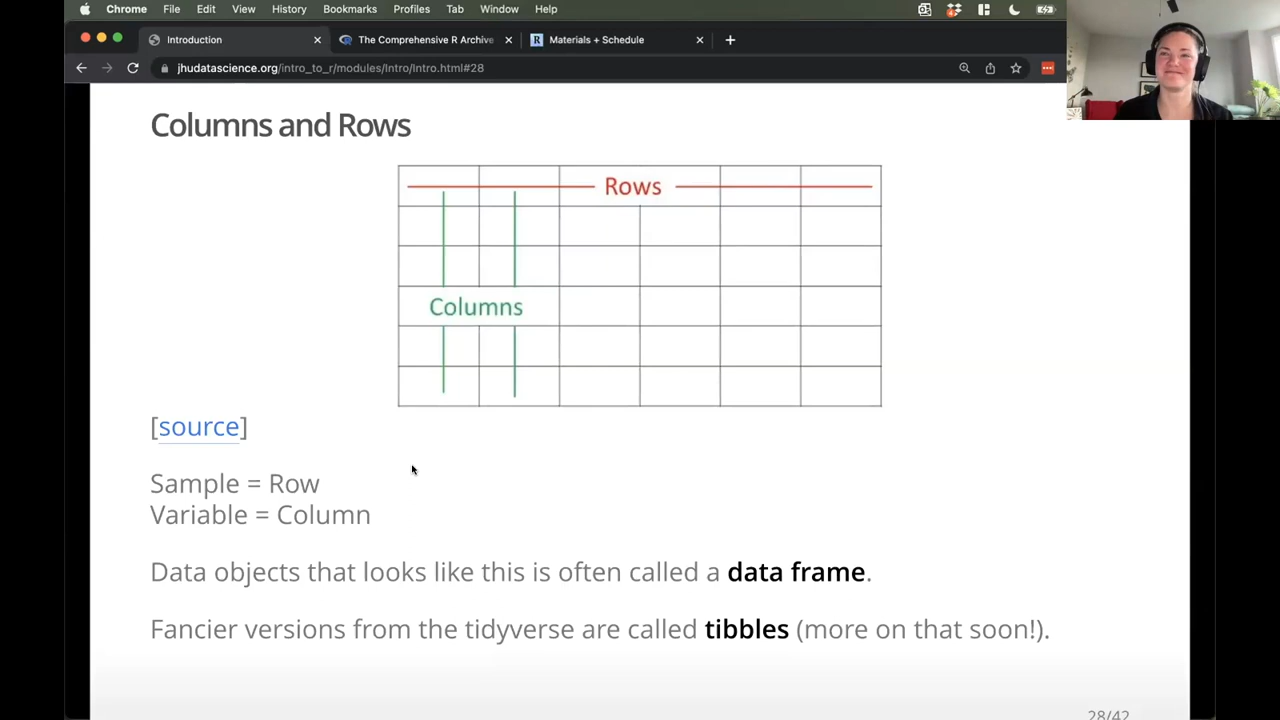 Chrome File Edit View History Bookmarks Profiles Tab Window Help
Introduction The Comprehensive R Archive Materials + Schedule
jhudatascience.org/intro_to_r/modules/Intro/Intro.html#28
Columns and Rows
Rows
Columns
[source]
Sample = Row
Variable = Column
Data objects that looks like this is often called a data frame.
Fancier versions from the tidyverse are called tibbles (more on that soon!).
28/42